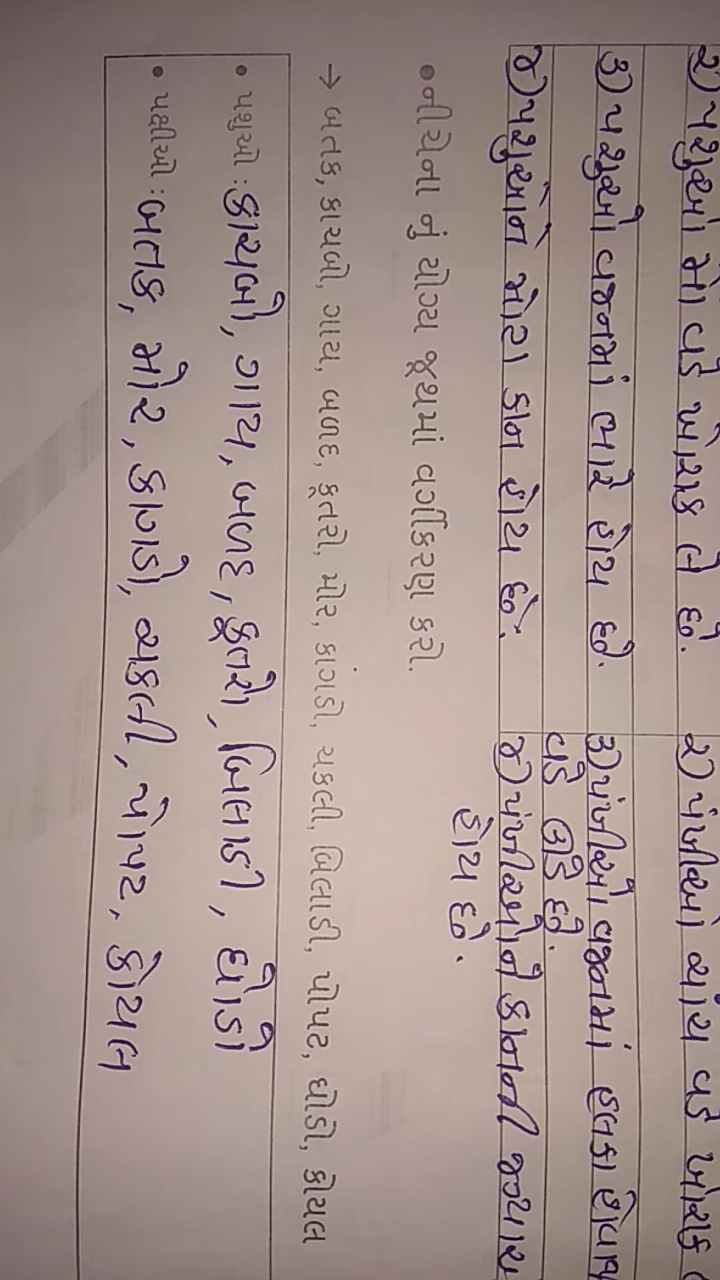 ૨) પશુઓ મો વડે ખોરાક લે છે. ૨) પંખીઓ ચાંચ વડે ખોરાક
૩) પશુઓ વજનમાં ભારે હોય છે. ૩) પંખીઓ વજનમાં હલકા હોય
વડે ઊડે છે.
૪) પશુઓને મોટા કાન હોય છે. ૪) પંખીઓને કાનની જગ્યાએ
હોય છે.
• નીચેના નું યોગ્ય જૂથમાં વર્ગીકરણ કરો.
→ બતક, કાચબો, ગાય, બળદ, કૂતરો, મોર, કાગડો, ચકલી, બિલાડી, પોપટ, ઘોડો, કોયલ
• પશુઓ : કાચબો, ગાય, બળદ, કૂતરો, બિલાડી, ઘોડો
• પક્ષીઓ : બતક, મોર, કાગડો, ચકલી, પોપટ, કોયલ